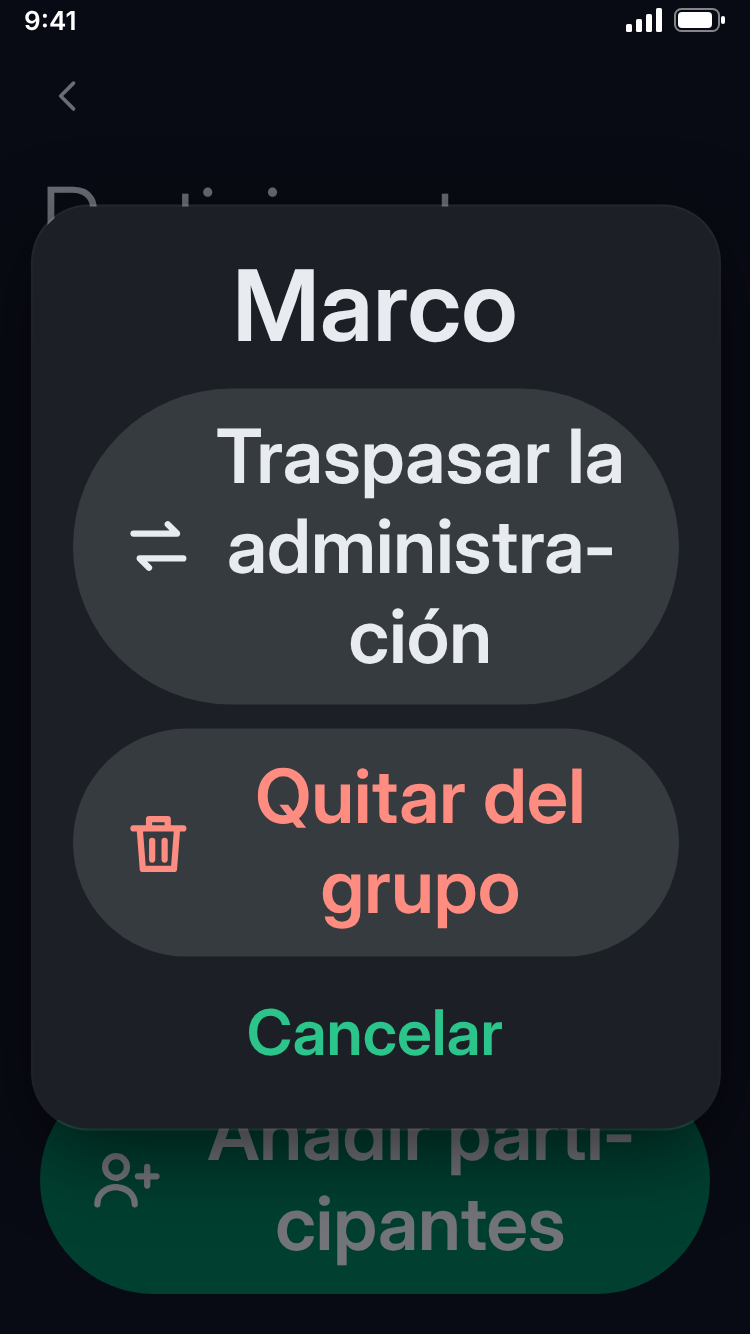 9:41
Marco
Traspasar la
administra-
ción
Quitar del
grupo
Cancelar
Añadir parti-
cipantes